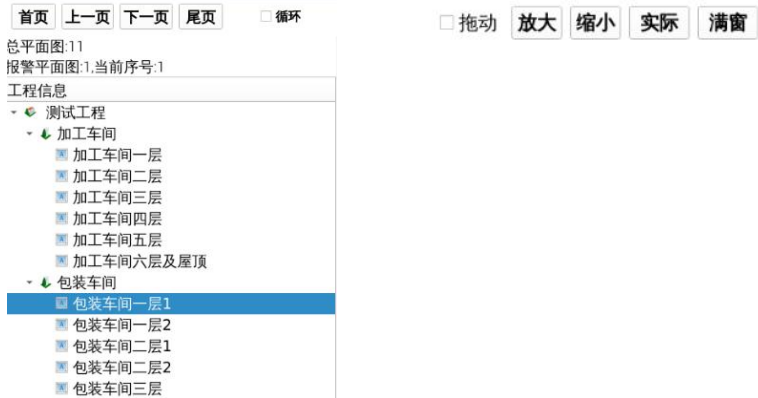 首页 上一页 下一页 尾页 循环 拖动 放大 缩小 实际 满窗
总平面图:11
报警平面图:1,当前序号:1
工程信息
测试工程
加工车间
加工车间一层
加工车间二层
加工车间三层
加工车间四层
加工车间五层
加工车间六层及屋顶
包装车间
包装车间一层1
包装车间一层2
包装车间二层1
包装车间二层2
包装车间三层